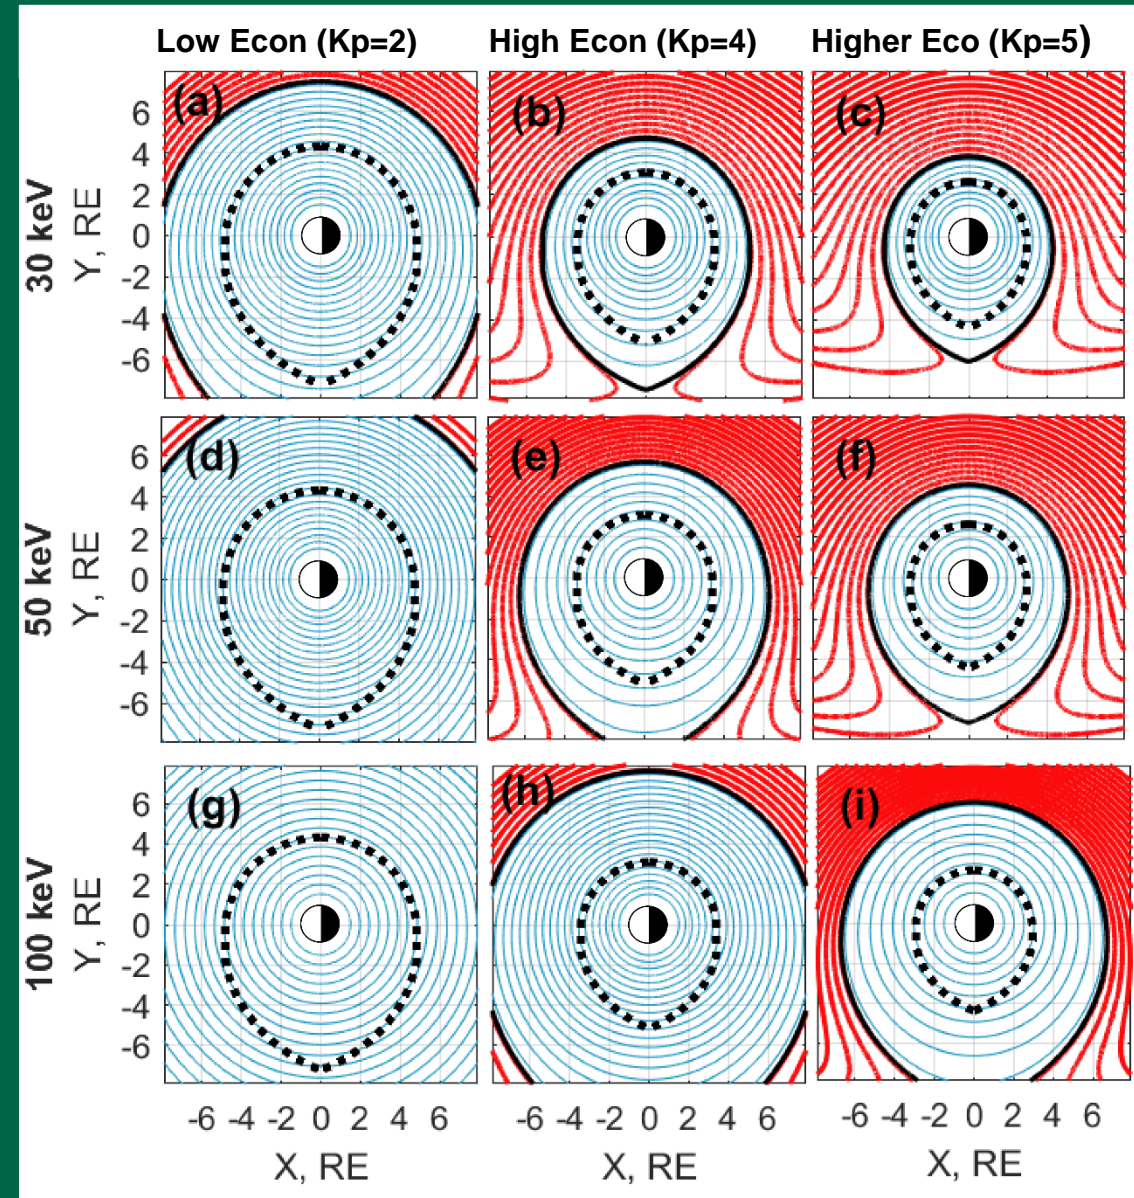 Low Econ (Kp=2) High Econ (Kp=4) Higher Eco (Kp=5)
30 keV
Y, RE
6
4
2
0
-2
-4
-6
(a) (b) (c)
50 keV
Y, RE
6
4
2
0
-2
-4
-6
(d) (e) (f)
100 keV
Y, RE
6
4
2
0
-2
-4
-6
(g) (h) (i)
-6 -4 -2 0 2 4 6 -6 -4 -2 0 2 4 6 -6 -4 -2 0 2 4 6
X, RE X, RE X, RE